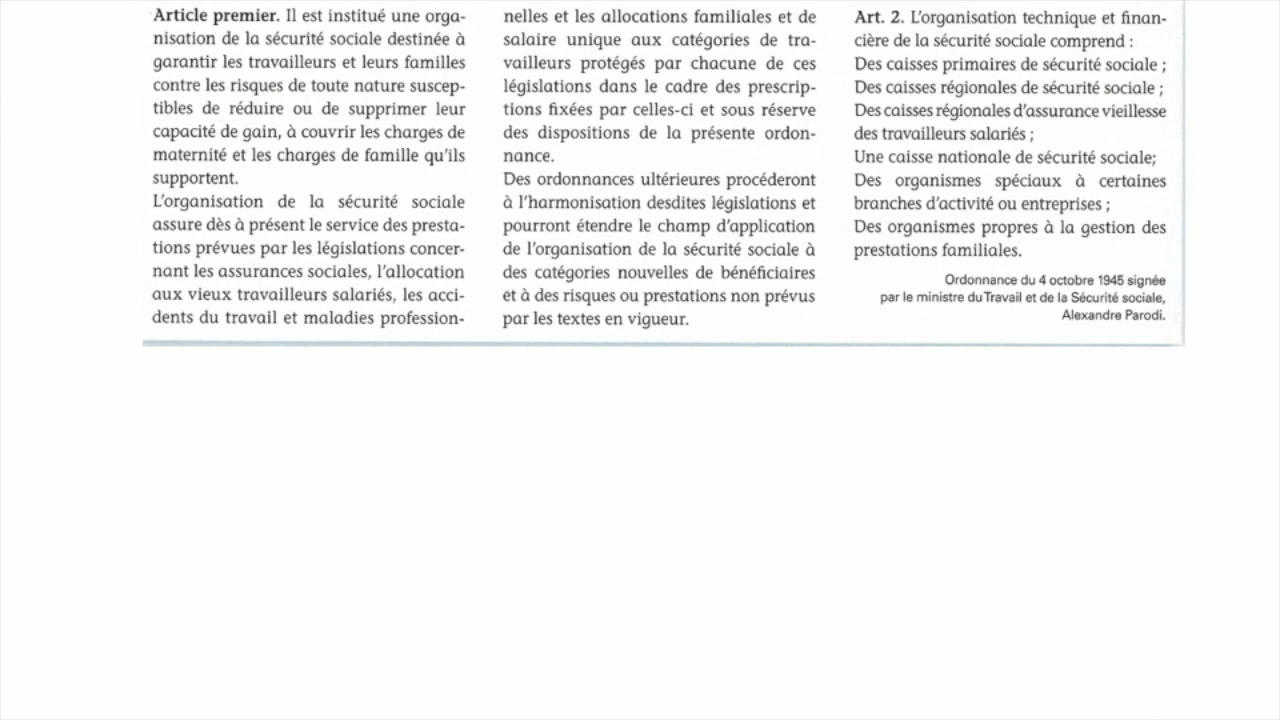 Article premier. Il est institué une orga-
nisation de la sécurité sociale destinée à
garantir les travailleurs et leurs familles
contre les risques de toute nature suscep-
tibles de réduire ou de supprimer leur
capacité de gain, à couvrir les charges de
maternité et les charges de famille qu'ils
supportent.
L'organisation de la sécurité sociale
assure dès à présent le service des presta-
tions prévues par les législations concer-
nant les assurances sociales, l'allocation
aux vieux travailleurs salariés, les acci-
dents du travail et maladies profession-
nelles et les allocations familiales et de
salaire unique aux catégories de tra-
vailleurs protégés par chacune de ces
législations dans le cadre des prescrip-
tions fixées par celles-ci et sous réserve
des dispositions de la présente ordon-
nance.
Des ordonnances ultérieures procéderont
à l'harmonisation desdites législations et
pourront étendre le champ d'application
de l'organisation de la sécurité sociale à
des catégories nouvelles de bénéficiaires
et à des risques ou prestations non prévus
par les textes en vigueur.
Art. 2. L'organisation technique et finan-
cière de la sécurité sociale comprend :
Des caisses primaires de sécurité sociale ;
Des caisses régionales de sécurité sociale ;
Des caisses régionales d'assurance vieillesse
des travailleurs salariés ;
Une caisse nationale de sécurité sociale;
Des organismes spéciaux à certaines
branches d'activité ou entreprises ;
Des organismes propres à la gestion des
prestations familiales.
Ordonnance du 4 octobre 1945 signée
par le ministre du Travail et de la Sécurité sociale,
Alexandre Parodi.